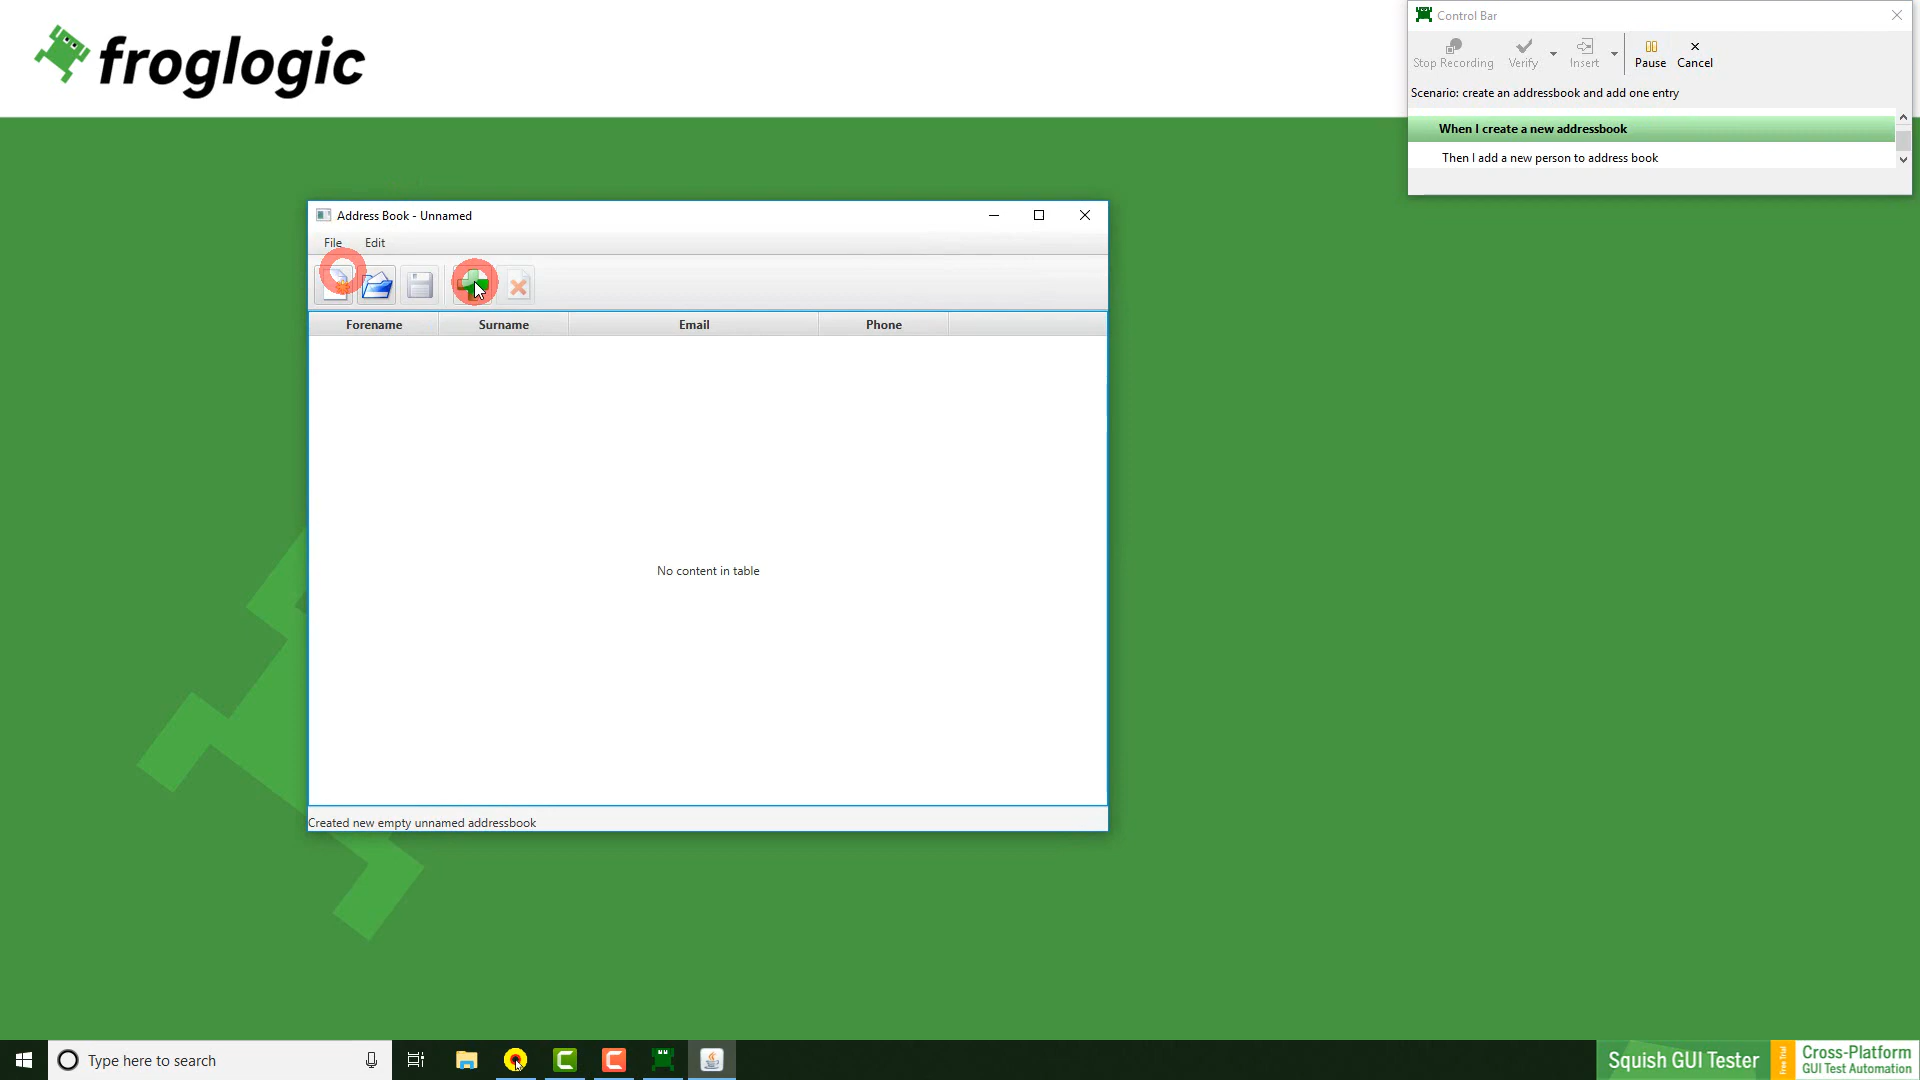 froglogic
Control Bar
Stop Recording Verify Insert Pause Cancel
Scenario: create an addressbook and add one entry
When I create a new addressbook
Then I add a new person to address book
Address Book - Unnamed
File Edit
Forename Surname Email Phone
No content in table
Created new empty unnamed addressbook
Type here to search
Squish GUI Tester
Free Trial
Cross-Platform
GUI Test Automation